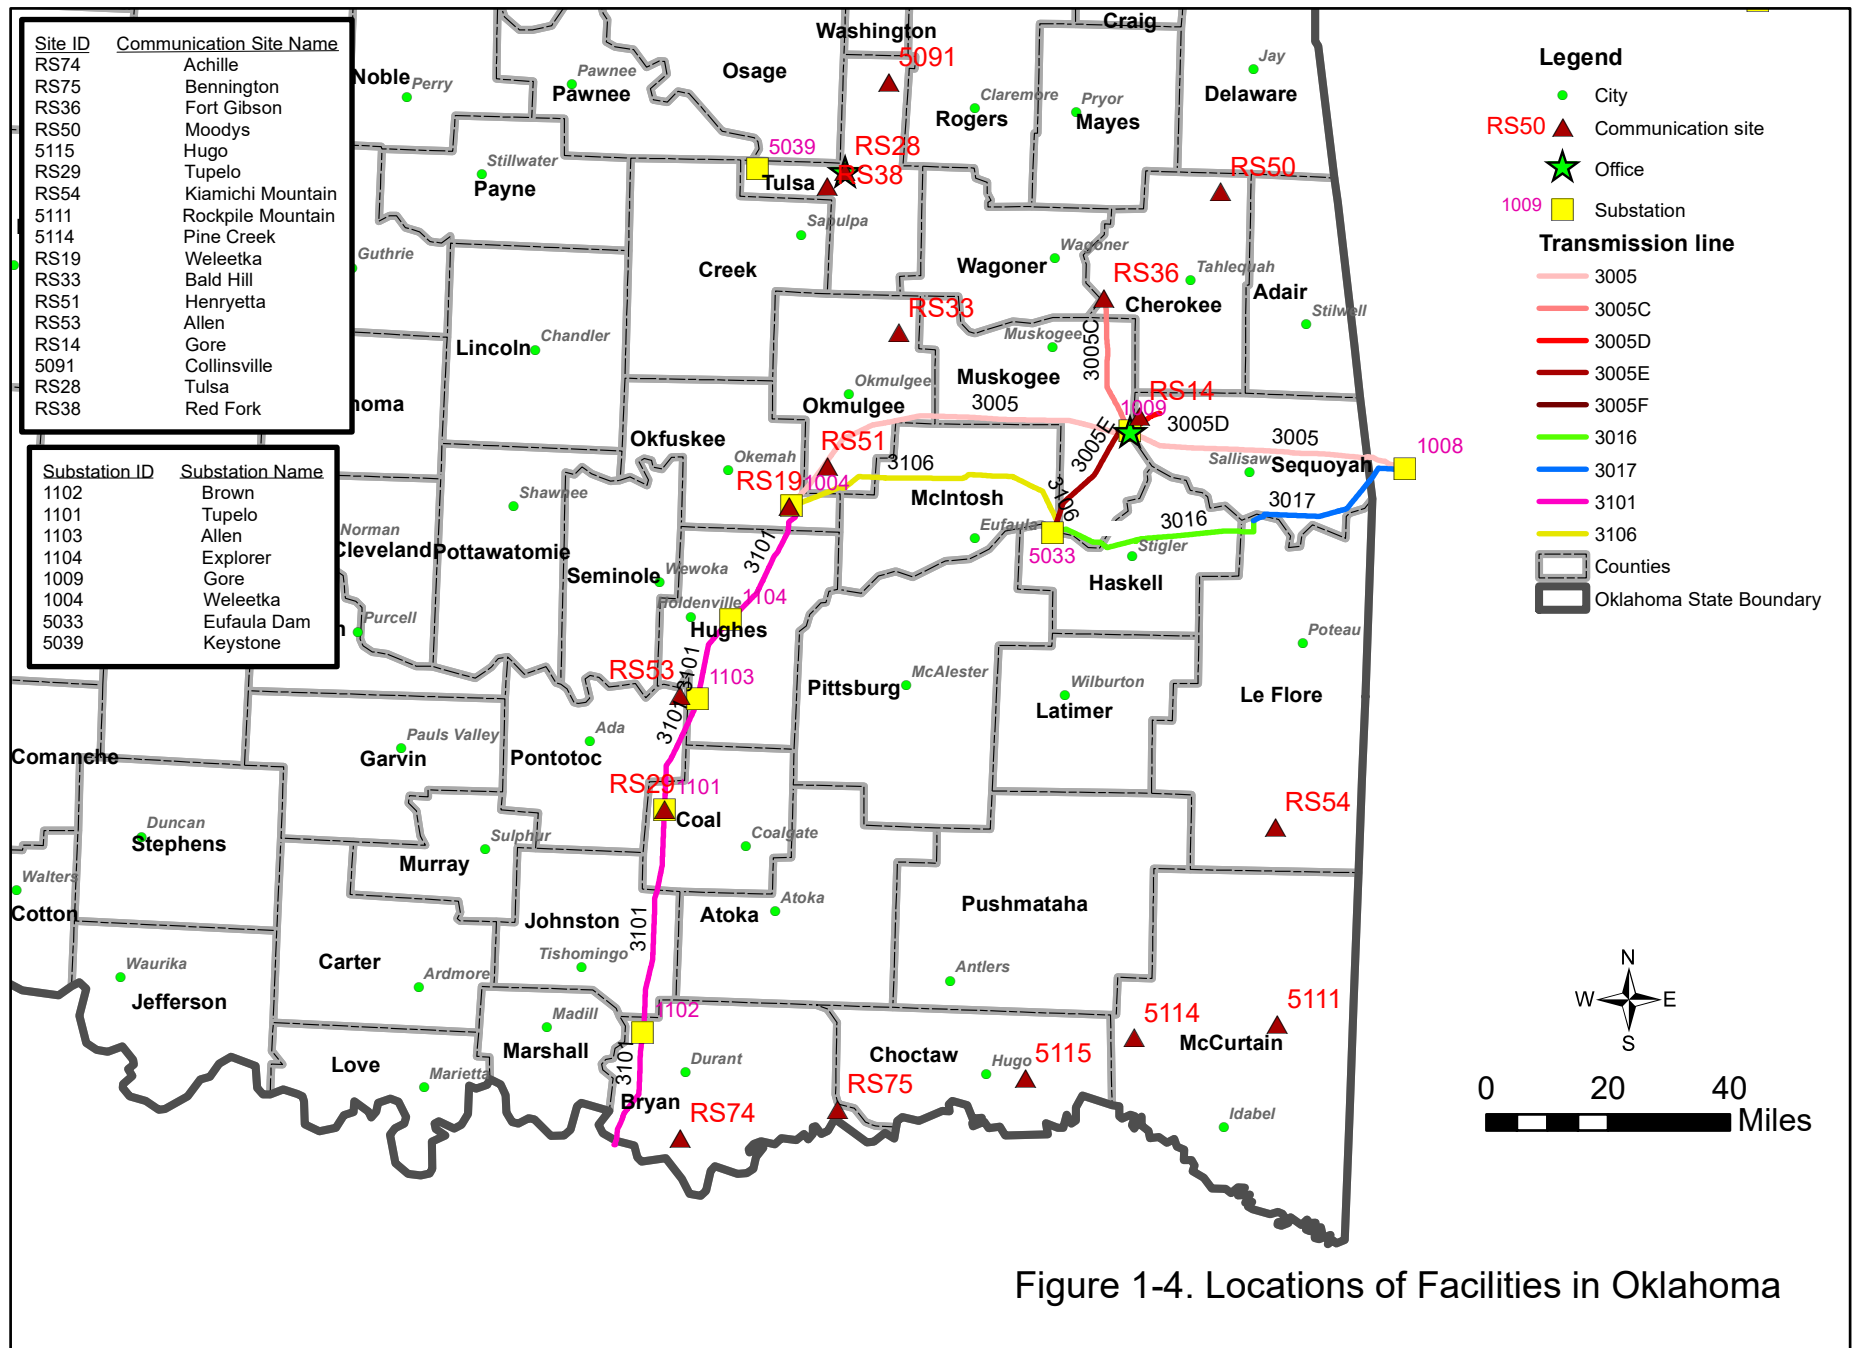 Site ID Communication Site Name
RS74 Achille
RS75 Bennington
RS36 Fort Gibson
RS50 Moodys
5115 Hugo
RS29 Tupelo
RS54 Kiamichi Mountain
5111 Rockpile Mountain
5114 Pine Creek
RS19 Weleetka
RS33 Bald Hill
RS51 Henryetta
RS53 Allen
RS14 Gore
5091 Collinsville
RS28 Tulsa
RS38 Red Fork
Substation ID Substation Name
1102 Brown
1101 Tupelo
1103 Allen
1104 Explorer
1009 Gore
1004 Weleetka
5033 Eufaula Dam
5039 Keystone
Legend
City
RS50 Communication site
Office
1009 Substation
Transmission line
3005
3005C
3005D
3005E
3005F
3016
3017
3101
3106
Counties
Oklahoma State Boundary
Craig
Washington
5091
Jay
Osage
Noble
Perry
Pawnee
Pawnee
Delaware
Claremore
Rogers
Pryor
Mayes
5039
RS28
RS38
Tulsa
Stillwater
Payne
RS50
Sapulpa
Guthrie
Creek
Wagoner
Wagoner
RS36
Tahlequah
Cherokee
Adair
Stilwell
RS33
3005C
Muskogee
Muskogee
Chandler
Lincoln
Okmulgee
Okmulgee
3005
RS14
1009
3005D
3005E
3005
1008
homa
Okfuskee
Okemah
RS51
3106
RS19
1004
McIntosh
Sallisaw
Sequoyah
3017
3106
3016
Shawnee
Norman
Cleveland
Pottawatomie
Eufaula
5033
Stigler
Haskell
3101
Seminole
Wewoka
Holdenville
1104
Hughes
Purcell
Poteau
RS53
3101
1103
3101
Pittsburg
McAlester
Wilburton
Latimer
Le Flore
Comanche
Pauls Valley
Garvin
Ada
Pontotoc
RS29
1101
Coal
Coalgate
RS54
Duncan
Stephens
Sulphur
Murray
Walters
Cotton
Johnston
Atoka
Atoka
Pushmataha
3101
Carter
Tishomingo
Waurika
Jefferson
Ardmore
Antlers
Madill
Marshall
1102
5114
5111
McCurtain
Love
Marietta
3101
Durant
Choctaw
Hugo
5115
RS75
Bryan
RS74
Idabel
N
W E
S
0 20 40
Miles
Figure 1-4. Locations of Facilities in Oklahoma